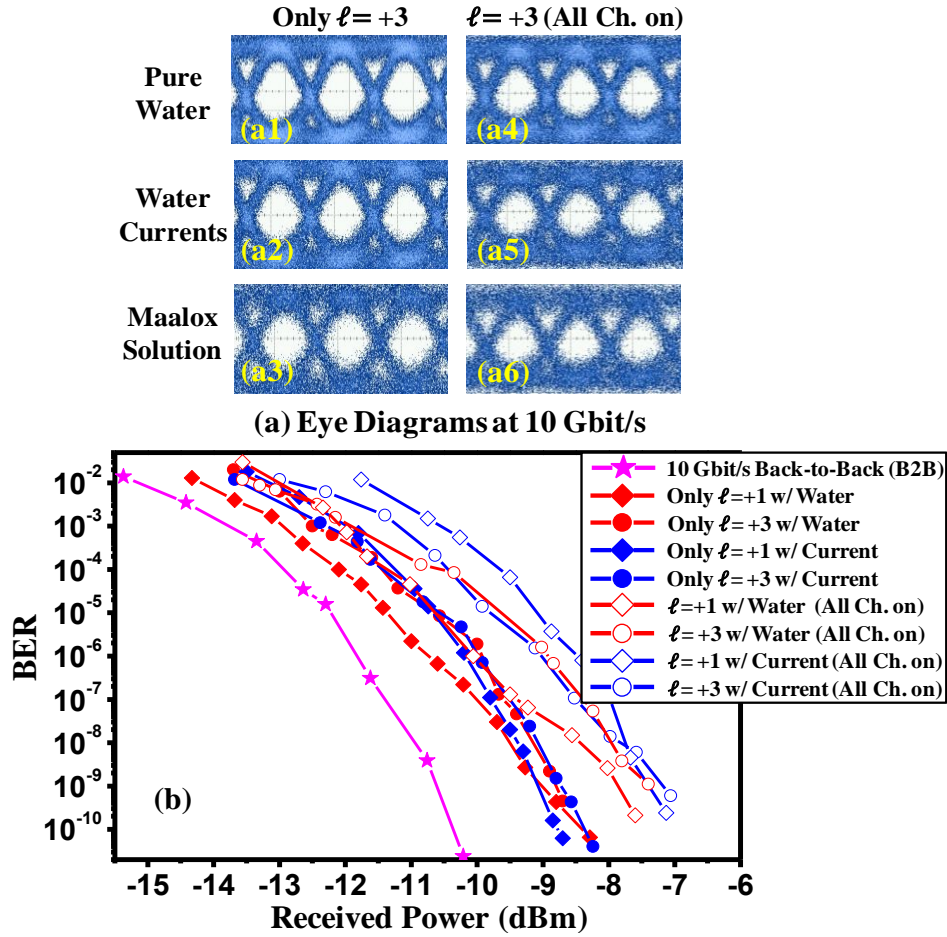 Only ℓ = +3
ℓ = +3 (All Ch. on)
Pure
Water
(a1)
(a4)
Water
Currents
(a2)
(a5)
Maalox
Solution
(a3)
(a6)
(a) Eye Diagrams at 10 Gbit/s
10 Gbit/s Back-to-Back (B2B)
Only ℓ=+1 w/ Water
Only ℓ=+3 w/ Water
Only ℓ=+1 w/ Current
Only ℓ=+3 w/ Current
ℓ=+1 w/ Water (All Ch. on)
ℓ=+3 w/ Water (All Ch. on)
ℓ=+1 w/ Current (All Ch. on)
ℓ=+3 w/ Current (All Ch. on)
BER
10⁻²
10⁻³
10⁻⁴
10⁻⁵
10⁻⁶
10⁻⁷
10⁻⁸
10⁻⁹
10⁻¹⁰
(b)
-15 -14 -13 -12 -11 -10 -9 -8 -7 -6
Received Power (dBm)